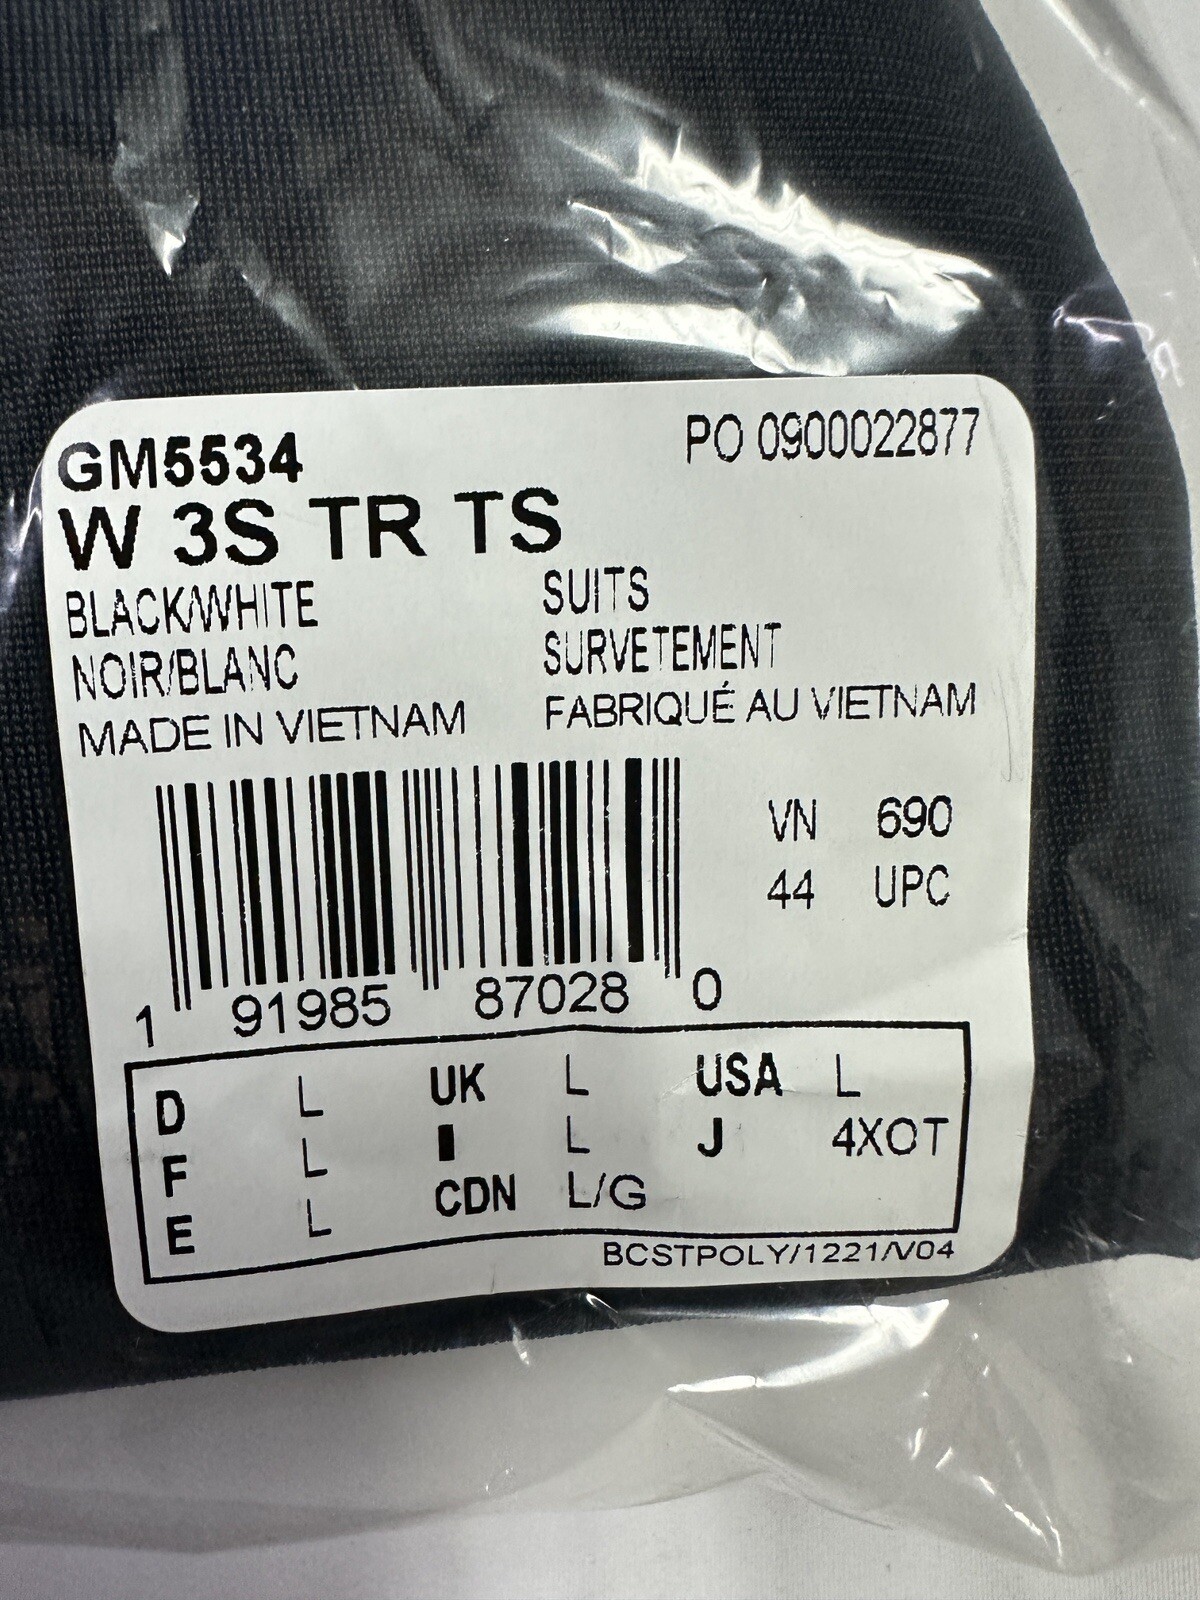 GM5534 PO 0900022877
W 3S TR TS
BLACK/WHITE SUITS
NOIR/BLANC SURVETEMENT
MADE IN VIETNAM FABRIQUÉ AU VIETNAM
VN 690
44 UPC
1 91985 87028 0
D L UK L USA L
F L I L J 4XOT
E L CDN L/G
BCSTPOLY/1221/V04